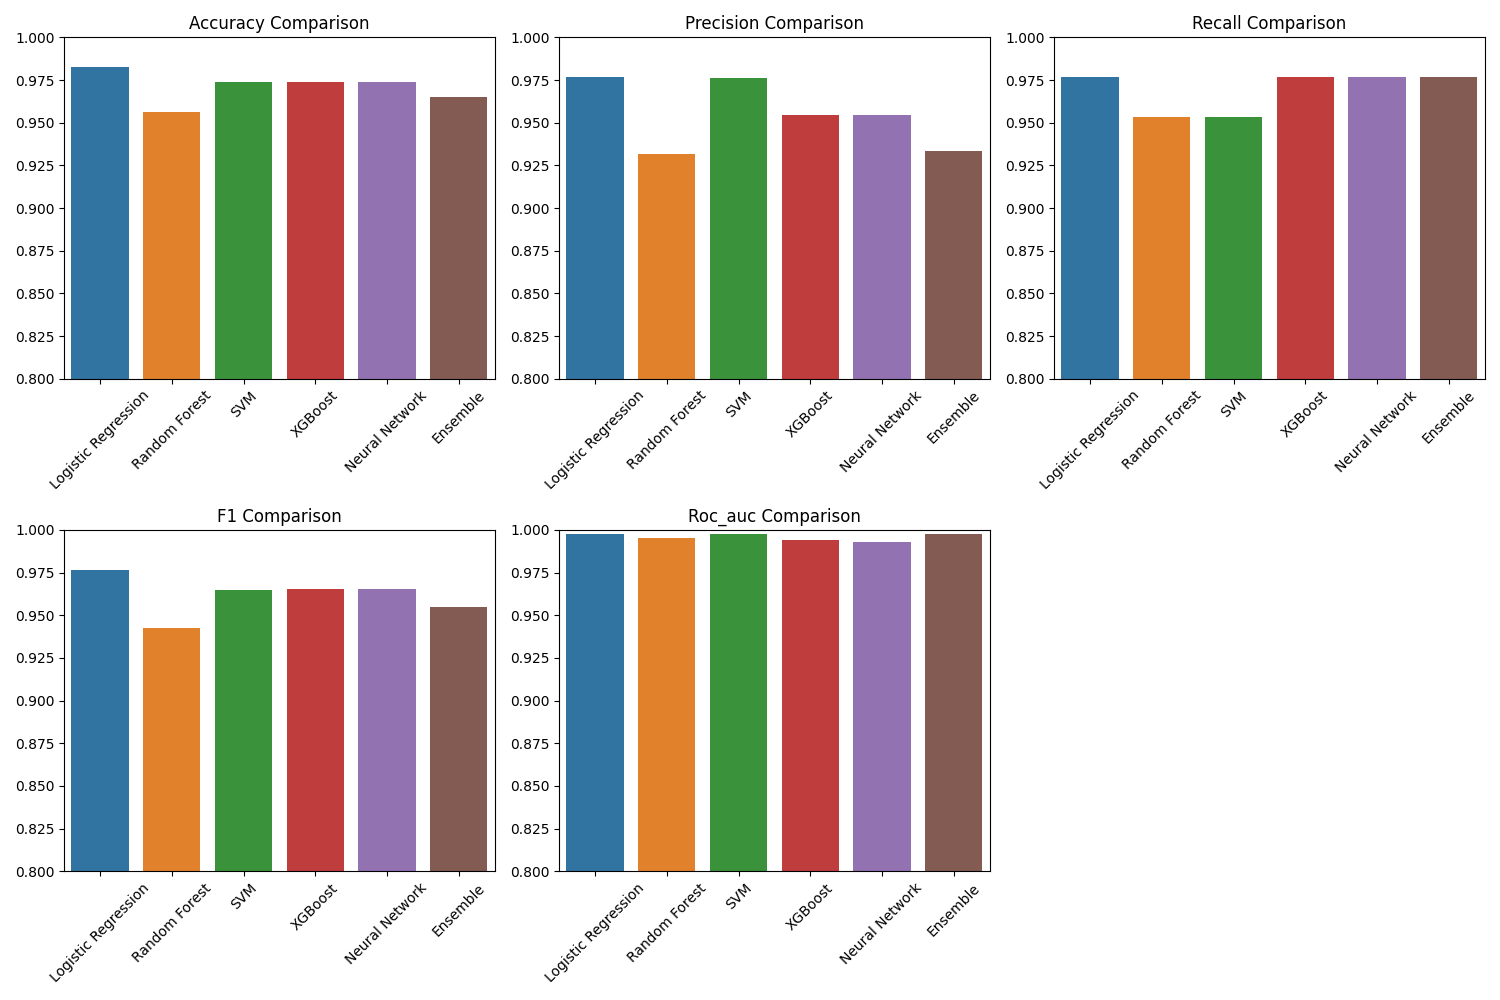 Accuracy Comparison
1.000
0.975
0.950
0.925
0.900
0.875
0.850
0.825
0.800
Logistic Regression
Random Forest
SVM
XGBoost
Neural Network
Ensemble
Precision Comparison
1.000
0.975
0.950
0.925
0.900
0.875
0.850
0.825
0.800
Logistic Regression
Random Forest
SVM
XGBoost
Neural Network
Ensemble
Recall Comparison
1.000
0.975
0.950
0.925
0.900
0.875
0.850
0.825
0.800
Logistic Regression
Random Forest
SVM
XGBoost
Neural Network
Ensemble
F1 Comparison
1.000
0.975
0.950
0.925
0.900
0.875
0.850
0.825
0.800
Logistic Regression
Random Forest
SVM
XGBoost
Neural Network
Ensemble
Roc_auc Comparison
1.000
0.975
0.950
0.925
0.900
0.875
0.850
0.825
0.800
Logistic Regression
Random Forest
SVM
XGBoost
Neural Network
Ensemble